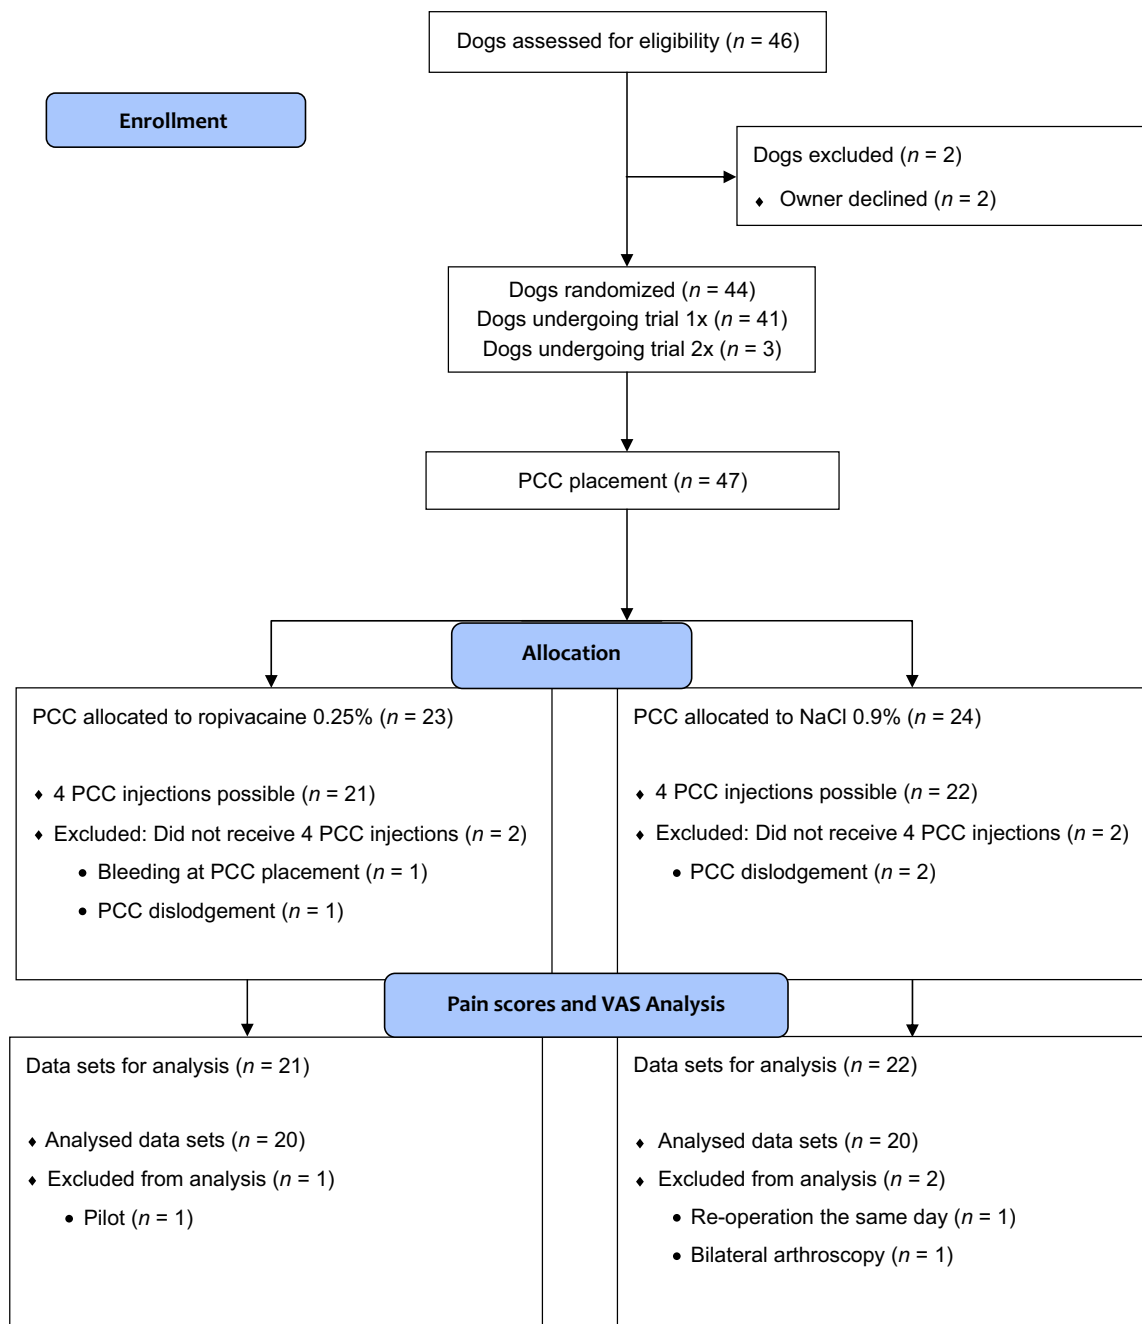 Dogs assessed for eligibility (n = 46)
Enrollment
Dogs excluded (n = 2)
♦ Owner declined (n = 2)
Dogs randomized (n = 44)
Dogs undergoing trial 1x (n = 41)
Dogs undergoing trial 2x (n = 3)
PCC placement (n = 47)
Allocation
PCC allocated to ropivacaine 0.25% (n = 23)
♦ 4 PCC injections possible (n = 21)
♦ Excluded: Did not receive 4 PCC injections (n = 2)
• Bleeding at PCC placement (n = 1)
• PCC dislodgement (n = 1)
PCC allocated to NaCl 0.9% (n = 24)
♦ 4 PCC injections possible (n = 22)
♦ Excluded: Did not receive 4 PCC injections (n = 2)
• PCC dislodgement (n = 2)
Pain scores and VAS Analysis
Data sets for analysis (n = 21)
♦ Analysed data sets (n = 20)
♦ Excluded from analysis (n = 1)
• Pilot (n = 1)
Data sets for analysis (n = 22)
♦ Analysed data sets (n = 20)
♦ Excluded from analysis (n = 2)
• Re-operation the same day (n = 1)
• Bilateral arthroscopy (n = 1)